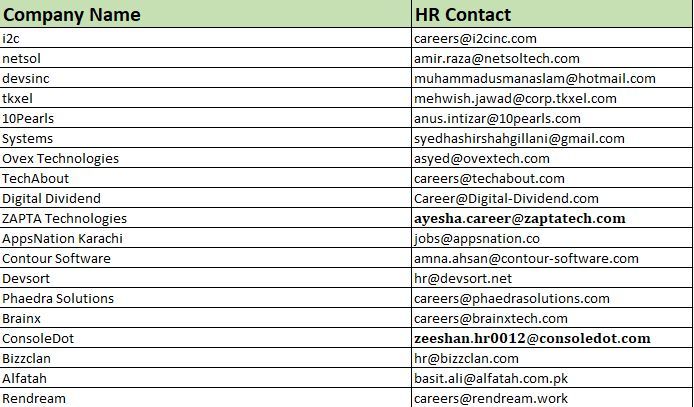 Company Name HR Contact
i2c careers@i2cinc.com
netsol amir.raza@netsoltech.com
devsinc muhammadusmanaslam@hotmail.com
tkxel mehwish.jawad@corp.tkxel.com
10Pearls anus.intizar@10pearls.com
Systems syedhashirshahgillani@gmail.com
Ovex Technologies asyed@ovextech.com
TechAbout careers@techabout.com
Digital Dividend Career@Digital-Dividend.com
ZAPTA Technologies ayesha.career@zaptatech.com
AppsNation Karachi jobs@appsnation.co
Contour Software amna.ahsan@contour-software.com
Devsort hr@devsort.net
Phaedra Solutions careers@phaedrasolutions.com
Brainx careers@brainxtech.com
ConsoleDot zeeshan.hr0012@consoledot.com
Bizzclan hr@bizzclan.com
Alfatah basit.ali@alfatah.com.pk
Rendream careers@rendream.work